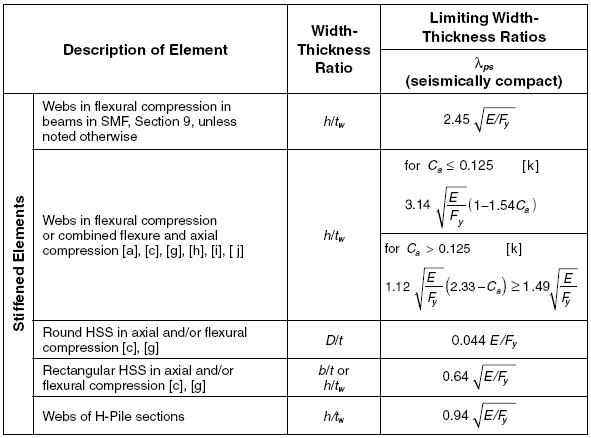 Description of Element
Width-
Thickness
Ratio
Limiting Width-
Thickness Ratios
λps
(seismically compact)
Stiffened Elements
Webs in flexural compression in
beams in SMF, Section 9, unless
noted otherwise
h/tw
2.45 √E/Fy
Webs in flexural compression
or combined flexure and axial
compression [a], [c], [g], [h], [i], [ j]
h/tw
for Ca ≤ 0.125 [k]
3.14 √E/Fy (1–1.54Ca)
for Ca > 0.125 [k]
1.12 √E/Fy (2.33–Ca) ≥ 1.49 √E/Fy
Round HSS in axial and/or flexural
compression [c], [g]
D/t
0.044 E/Fy
Rectangular HSS in axial and/or
flexural compression [c], [g]
b/t or
h/tw
0.64 √E/Fy
Webs of H-Pile sections
h/tw
0.94 √E/Fy